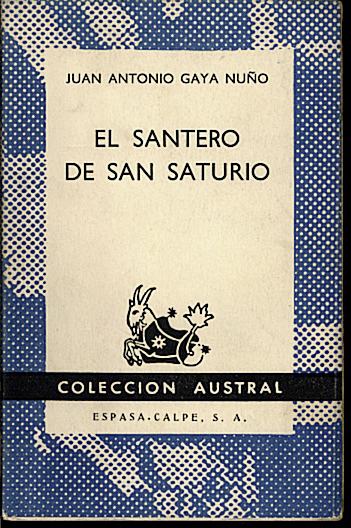 JUAN ANTONIO GAYA NUÑO
EL SANTERO
DE SAN SATURIO
COLECCION AUSTRAL
ESPASA-CALPE, S. A.